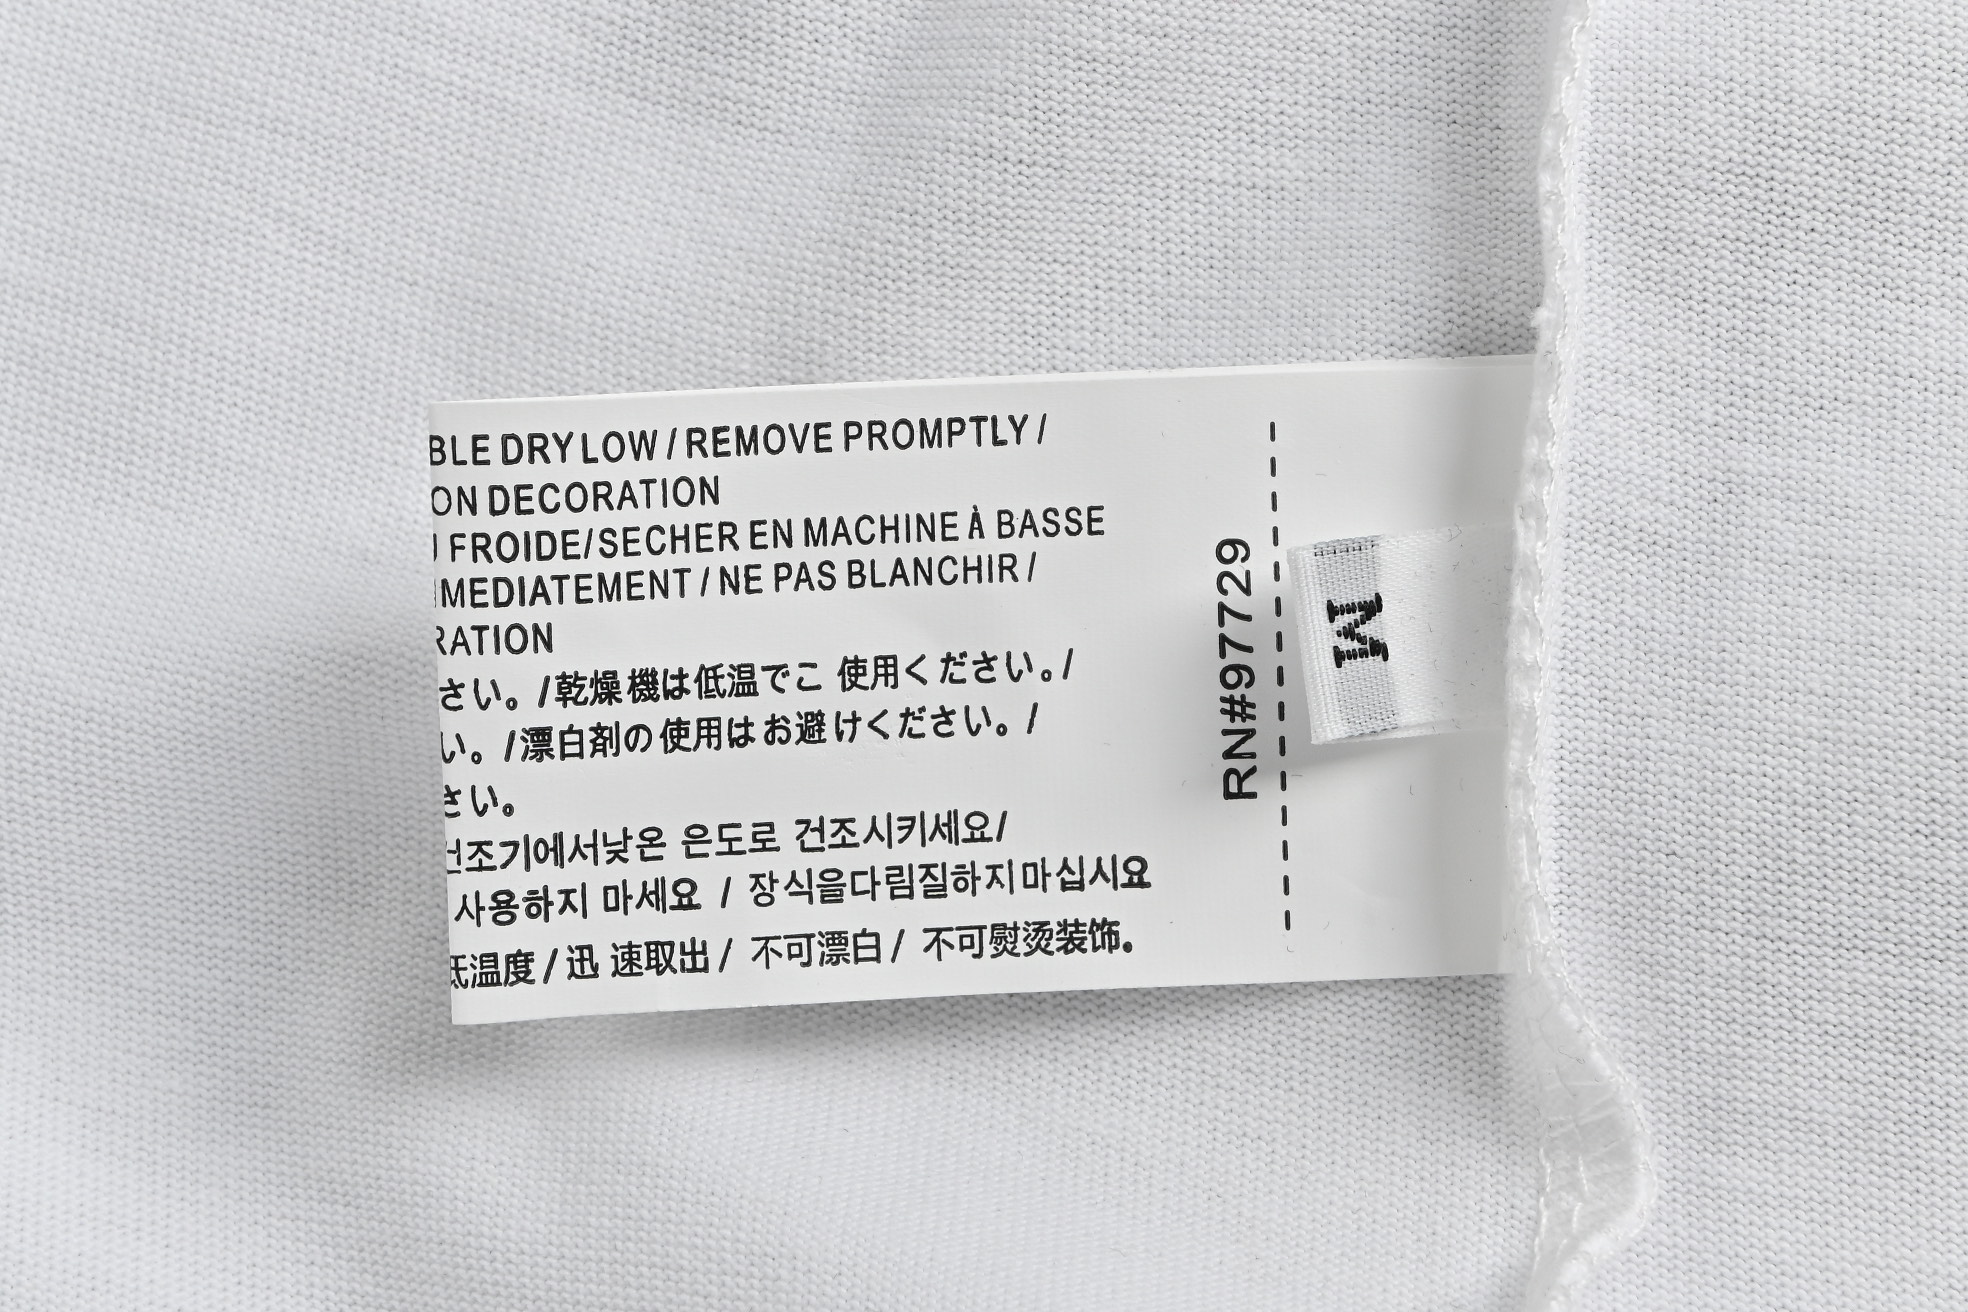 BLE DRY LOW / REMOVE PROMPTLY /
ON DECORATION
FROIDE/SECHER EN MACHINE À BASSE
MEDIATEMENT / NE PAS BLANCHIR /
RATION
さい。/乾燥機は低温でこ 使用ください。/
い。/漂白剤の使用はお避けください。/
さい。
건조기에서낮온 은도로 건조시키세요/
사용하지 마세요 / 장식을다림질하지마십시요
低温度 / 迅 速取出 / 不可漂白 / 不可熨烫装饰。
RN#97729
M